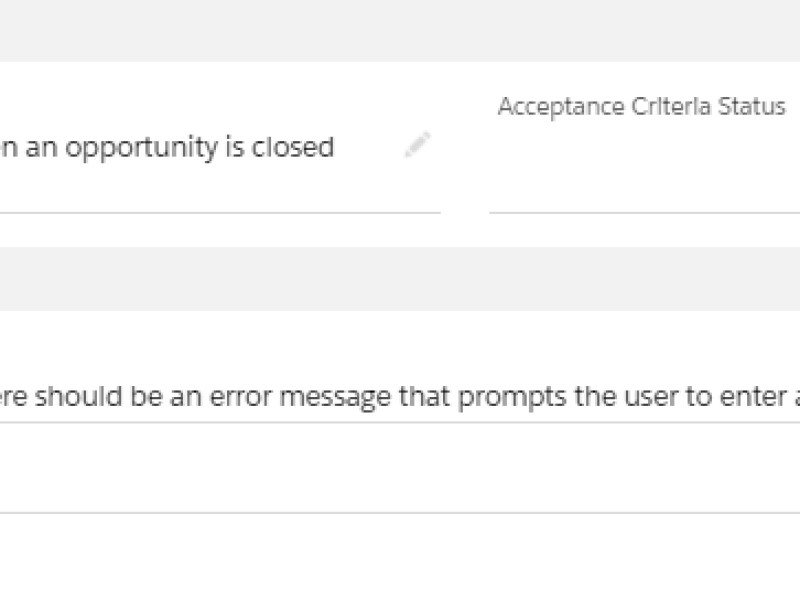 Acceptance Criteria Status
n an opportunity is closed
ere should be an error message that prompts the user to enter a